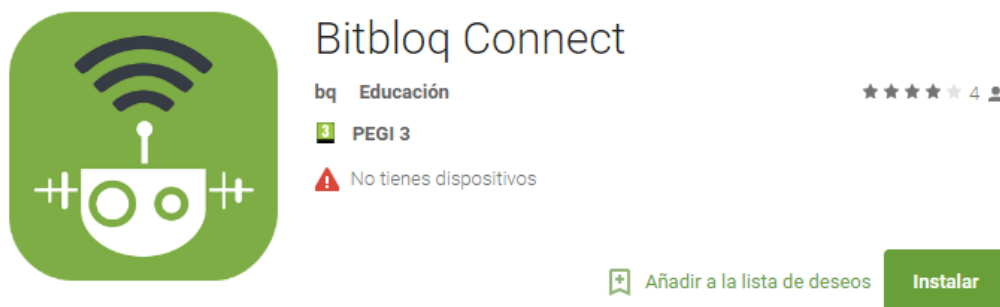 Bitbloq Connect
bq Educación
4
3 PEGI 3
No tienes dispositivos
Añadir a la lista de deseos
Instalar